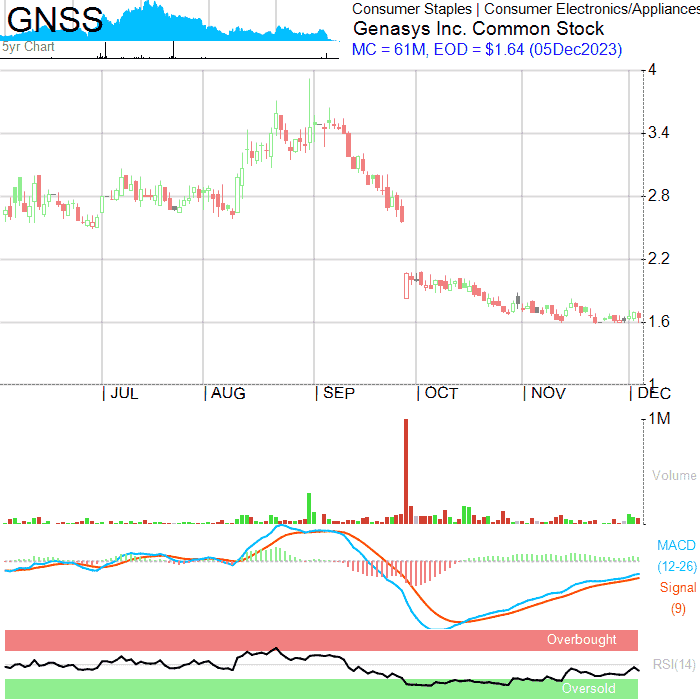 GNSS
5yr Chart
Consumer Staples | Consumer Electronics/Appliances
Genasys Inc. Common Stock
MC = 61M, EOD = $1.64 (05Dec2023)
4
3.4
2.8
2.2
1.6
1
JUL
AUG
SEP
OCT
NOV
DEC
1M
Volume
MACD
(12-26)
Signal
(9)
Overbought
RSI(14)
Oversold